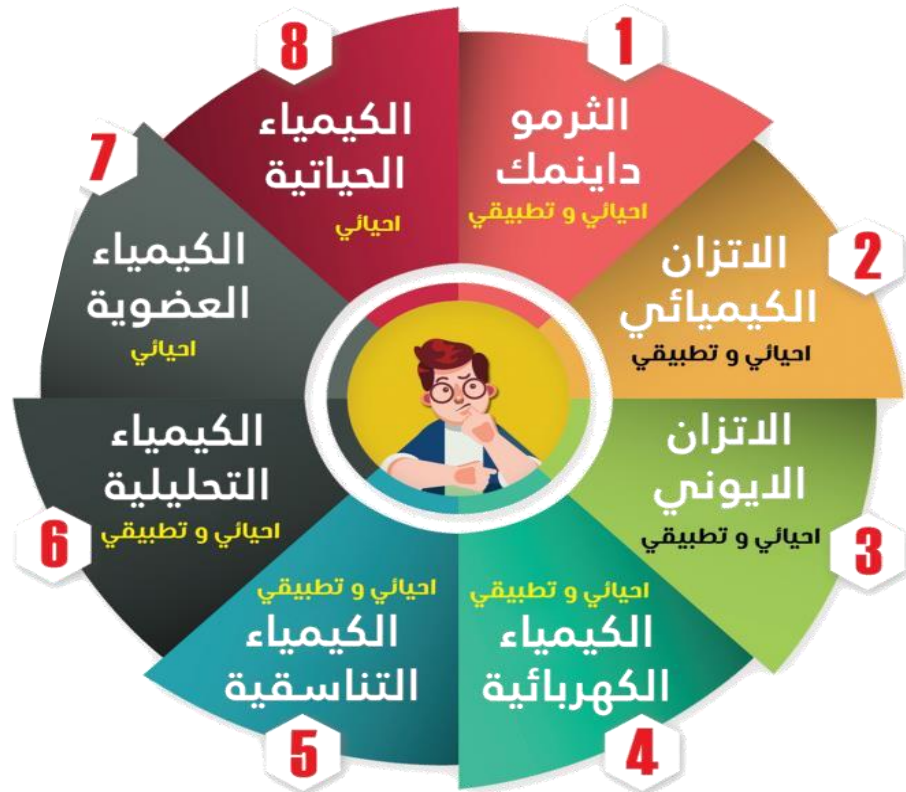 1
الثرمو
داينمك
احيائي و تطبيقي
2
الاتزان
الكيميائي
احيائي و تطبيقي
3
الاتزان
الايوني
احيائي و تطبيقي
4
احيائي و تطبيقي
الكيمياء
الكهربائية
5
احيائي و تطبيقي
الكيمياء
التناسقية
6
الكيمياء
التحليلية
احيائي و تطبيقي
7
الكيمياء
العضوية
احيائي
8
الكيمياء
الحياتية
احيائي